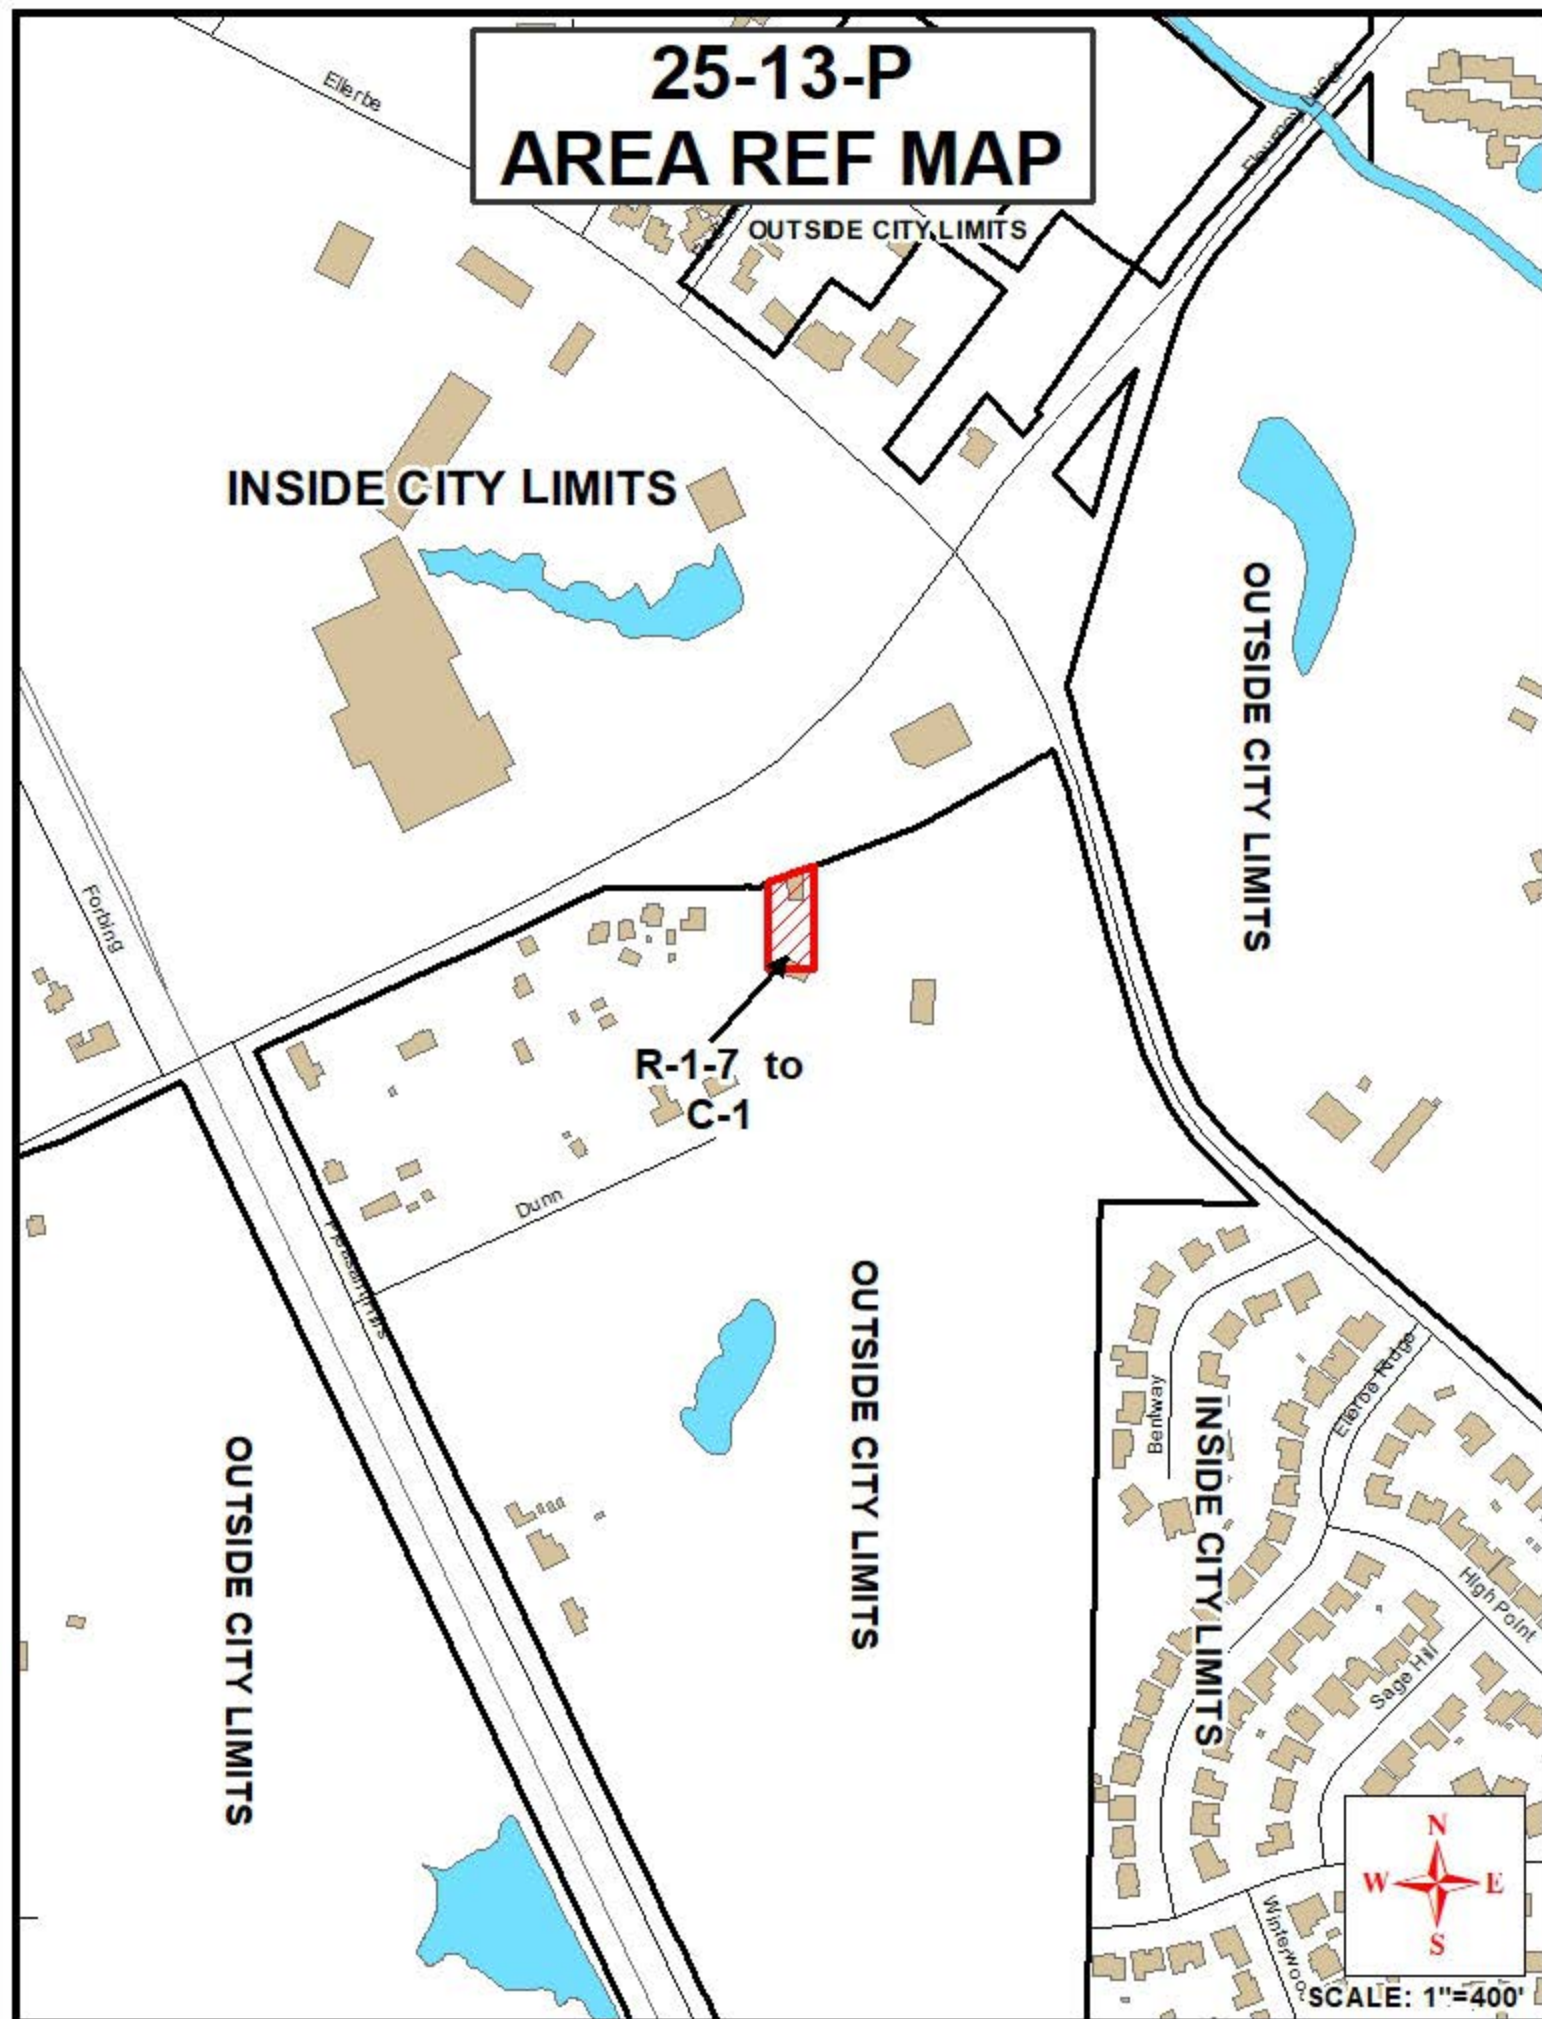 25-13-P
AREA REF MAP
Ellerbe
OUTSIDE CITY LIMITS
INSIDE CITY LIMITS
OUTSIDE CITY LIMITS
Forbing
R-1-7 to
C-1
Dunn
OUTSIDE CITY LIMITS
OUTSIDE CITY LIMITS
Bentway
Ellerbe Ridge
INSIDE CITY LIMITS
High Point
Sage Hill
N
W E
S
SCALE: 1"=400'